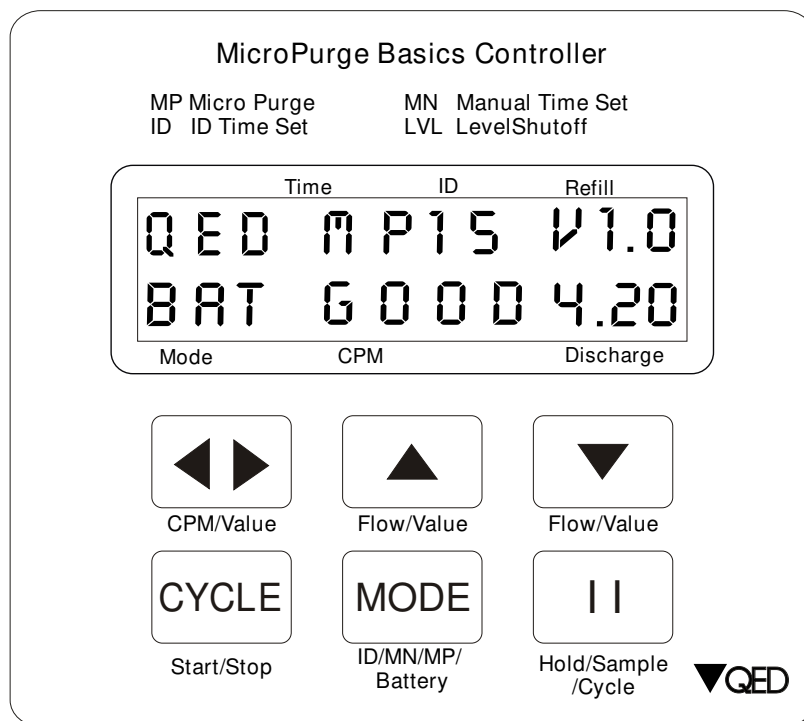 MicroPurge Basics Controller
MP Micro Purge MN Manual Time Set
ID ID Time Set LVL LevelShutoff
Time ID Refill
QED MP15 V1.0
BAT GOOD 4.20
Mode CPM Discharge
CPM/Value Flow/Value Flow/Value
CYCLE MODE II
Start/Stop ID/MN/MP/ Hold/Sample
Battery /Cycle
QED